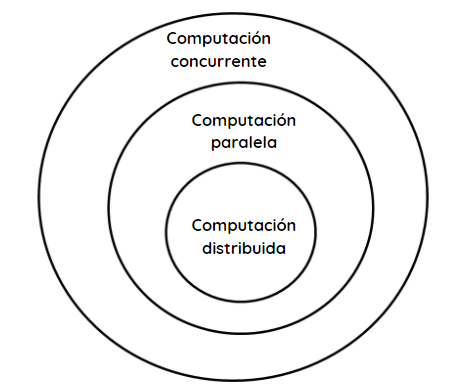 Computación
concurrente
Computación
paralela
Computación
distribuida